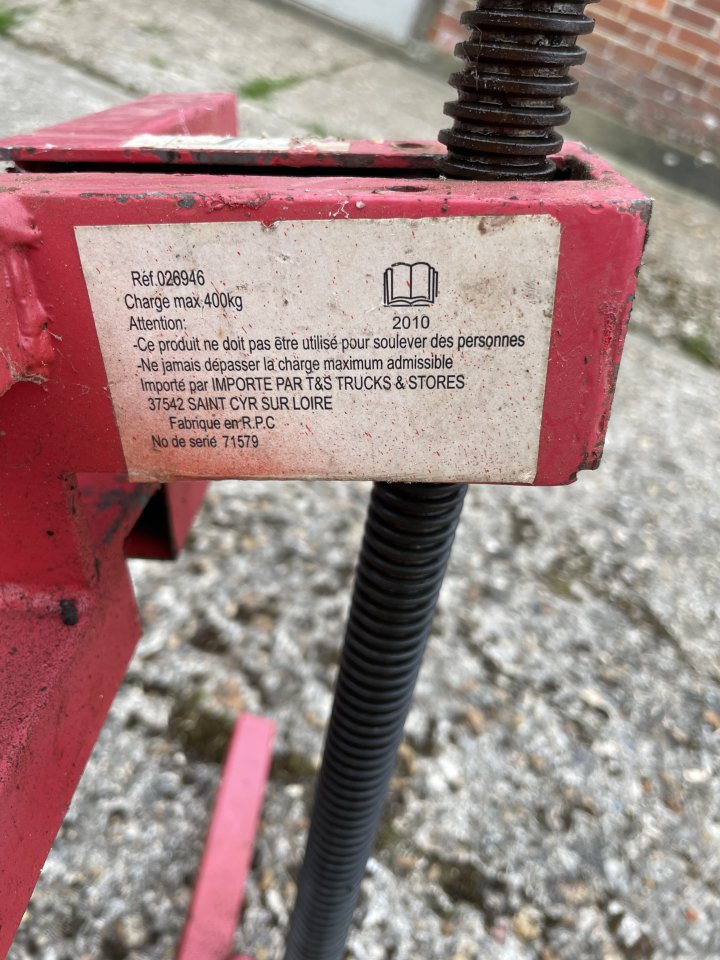 Réf.026946
Charge max,400kg
Attention:
2010
-Ce produit ne doit pas être utilisé pour soulever des personnes
-Ne jamais dépasser la charge maximum admissible
Importé par IMPORTE PAR T&S TRUCKS & STORES
37542 SAINT CYR SUR LOIRE
Fabrique en R.P.C
No de serié 71579